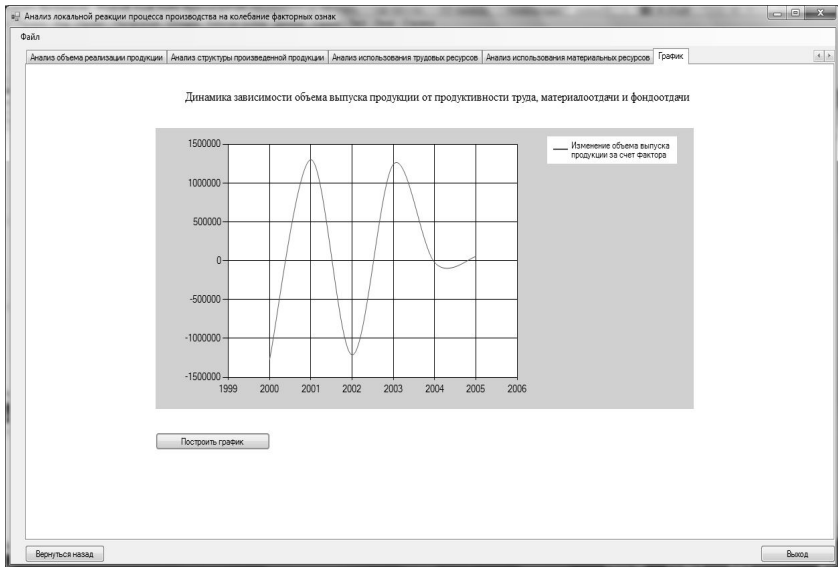 Анализ локальной реакции процесса производства на колебание факторных ознак
Файл
Анализ объема реализации продукции
Анализ структуры произведенной продукции
Анализ использования трудовых ресурсов
Анализ использования материальных ресурсов
График
Динамика зависимости объема выпуска продукции от продуктивности труда, материалоотдачи и фондоотдачи
1500000
1000000
500000
0
-500000
-1000000
-1500000
1999 2000 2001 2002 2003 2004 2005 2006
Изменение объема выпуска
продукции за счет фактора
Построить график
Вернуться назад
Выход